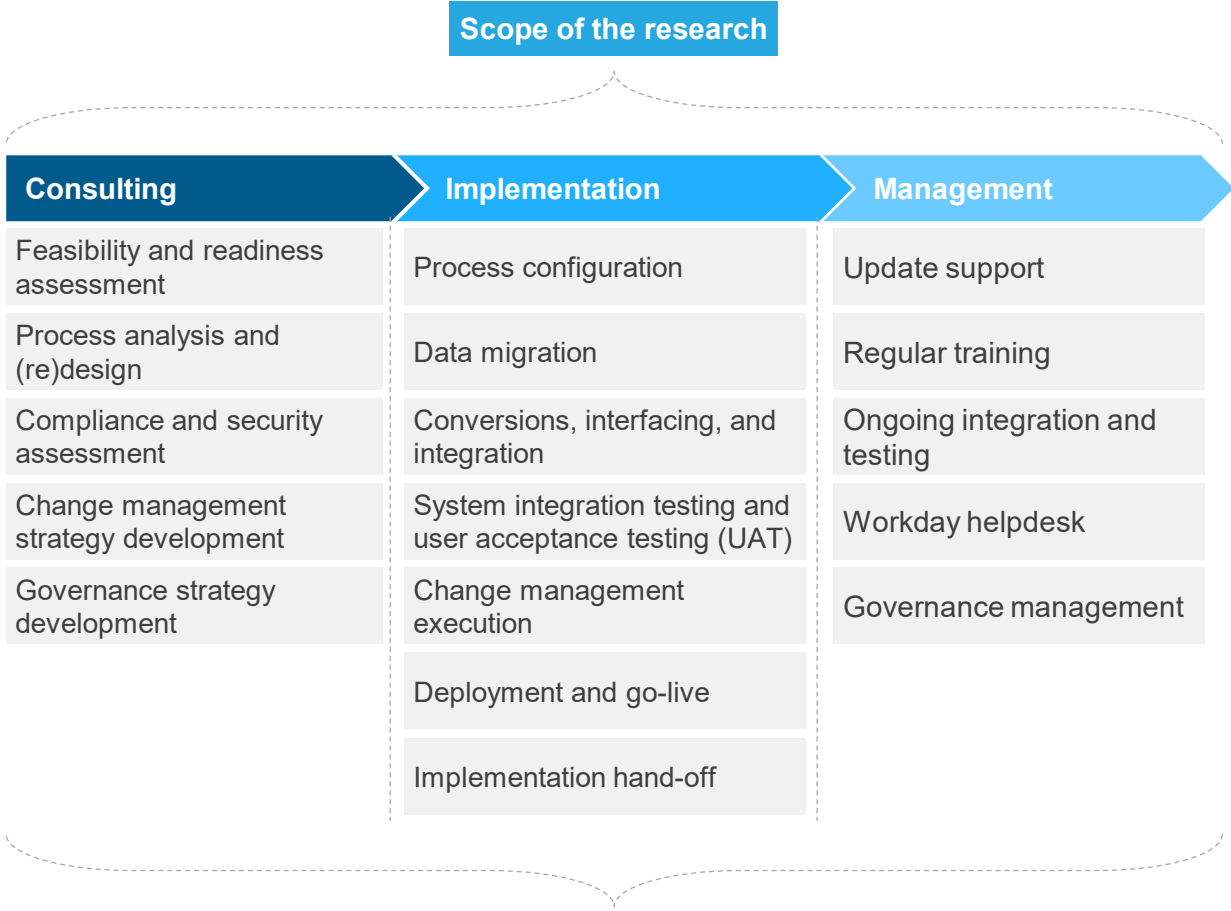 Scope of the research
Consulting
Feasibility and readiness
assessment
Process analysis and
(re)design
Compliance and security
assessment
Change management
strategy development
Governance strategy
development
Implementation
Process configuration
Data migration
Conversions, interfacing, and
integration
System integration testing and
user acceptance testing (UAT)
Change management
execution
Deployment and go-live
Implementation hand-off
Management
Update support
Regular training
Ongoing integration and
testing
Workday helpdesk
Governance management